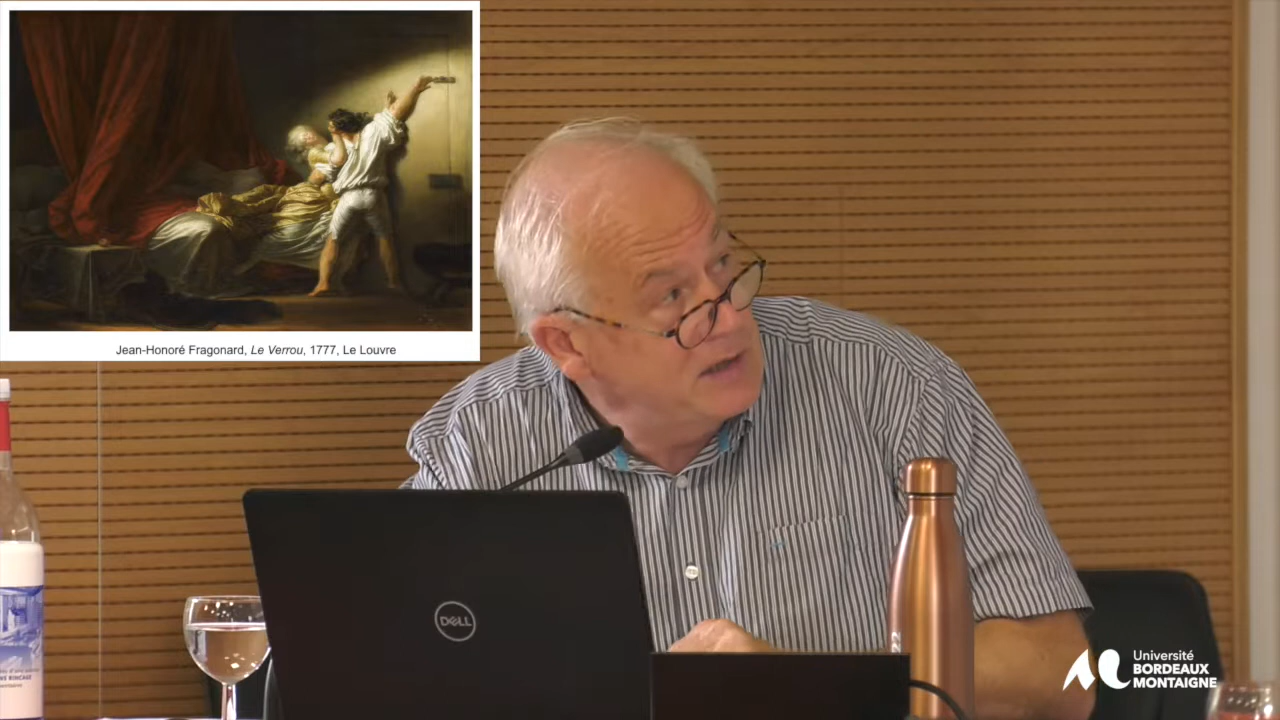 Jean-Honoré Fragonard, Le Verrou, 1777, Le Louvre
DELL
Université
BORDEAUX
MONTAIGNE